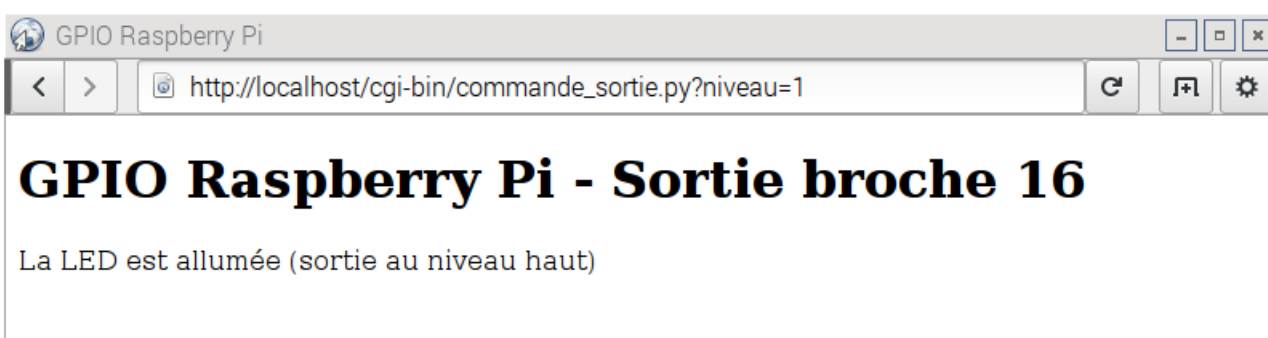 GPIO Raspberry Pi
http://localhost/cgi-bin/commande_sortie.py?niveau=1
GPIO Raspberry Pi - Sortie broche 16
La LED est allumée (sortie au niveau haut)